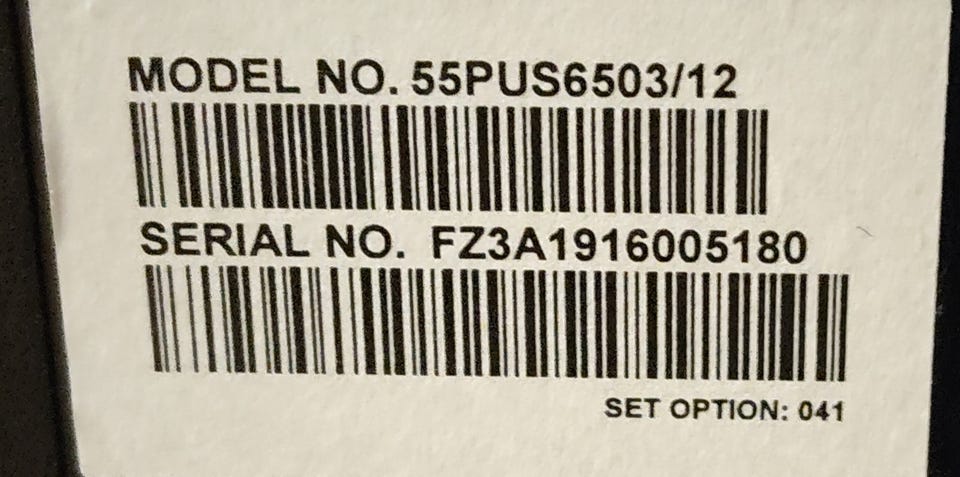 MODEL NO. 55PUS6503/12
SERIAL NO. FZ3A1916005180
SET OPTION: 041